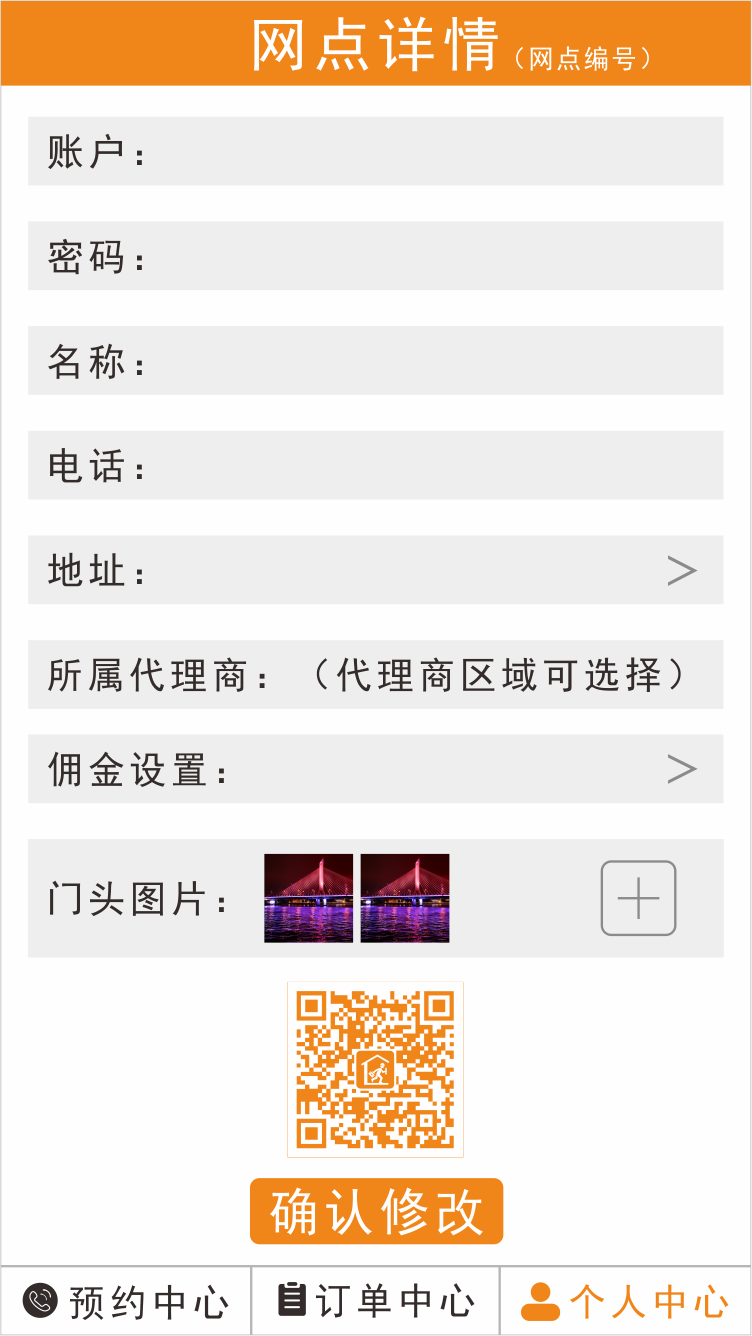 网点详情（网点编号）
账户：
密码：
名称：
电话：
地址：
所属代理商：（代理商区域可选择）
佣金设置：
门头图片：
确认修改
预约中心 订单中心 个人中心